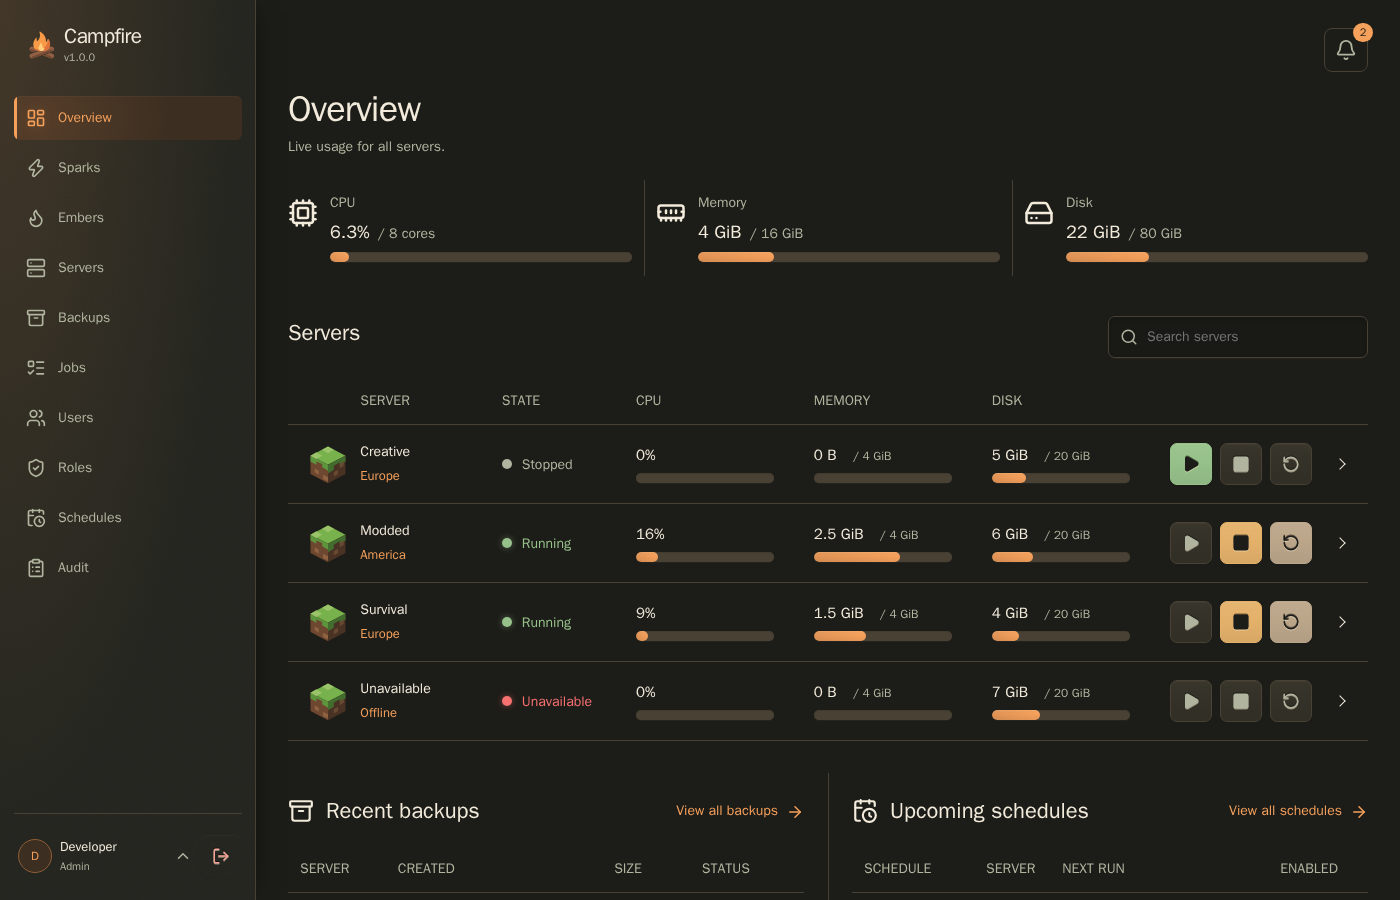 Campfire
v1.0.0
Overview
Sparks
Embers
Servers
Backups
Jobs
Users
Roles
Schedules
Audit
D
Developer
Admin
2
Overview
Live usage for all servers.
CPU
6.3% / 8 cores
Memory
4 GiB / 16 GiB
Disk
22 GiB / 80 GiB
Servers
Search servers
SERVER STATE CPU MEMORY DISK
Creative
Europe
Stopped
0%
0 B / 4 GiB
5 GiB / 20 GiB
Modded
America
Running
16%
2.5 GiB / 4 GiB
6 GiB / 20 GiB
Survival
Europe
Running
9%
1.5 GiB / 4 GiB
4 GiB / 20 GiB
Unavailable
Offline
Unavailable
0%
0 B / 4 GiB
7 GiB / 20 GiB
Recent backups
View all backups
SERVER CREATED SIZE STATUS
Upcoming schedules
View all schedules
SCHEDULE SERVER NEXT RUN ENABLED